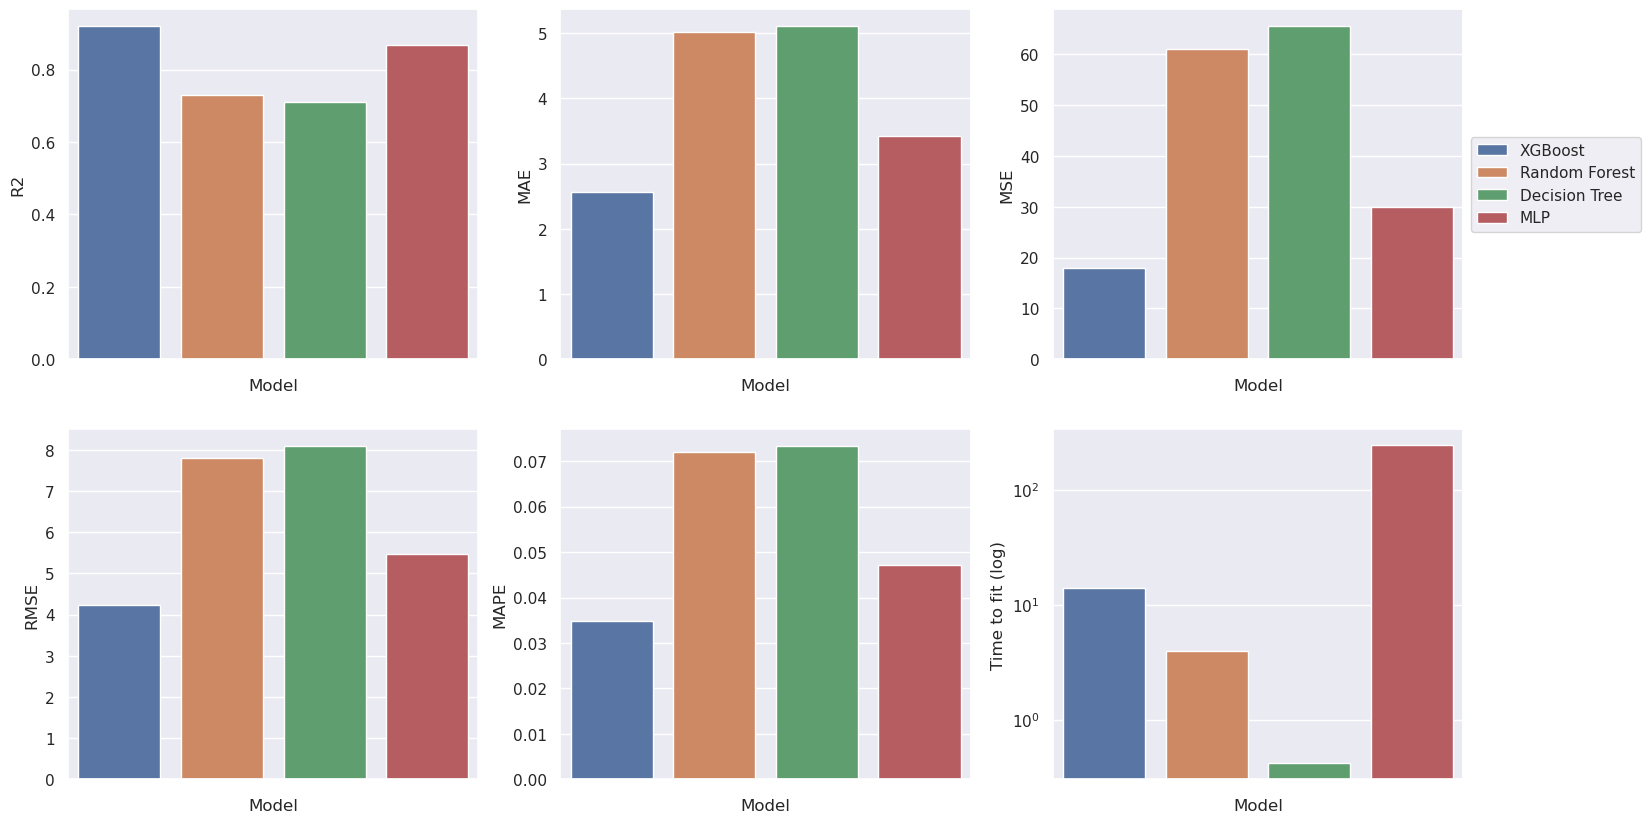 R2
0.8
0.6
0.4
0.2
0.0
Model
MAE
5
4
3
2
1
0
Model
MSE
60
50
40
30
20
10
0
Model
XGBoost
Random Forest
Decision Tree
MLP
RMSE
8
7
6
5
4
3
2
1
0
Model
MAPE
0.07
0.06
0.05
0.04
0.03
0.02
0.01
0.00
Model
Time to fit (log)
10²
10¹
10⁰
Model